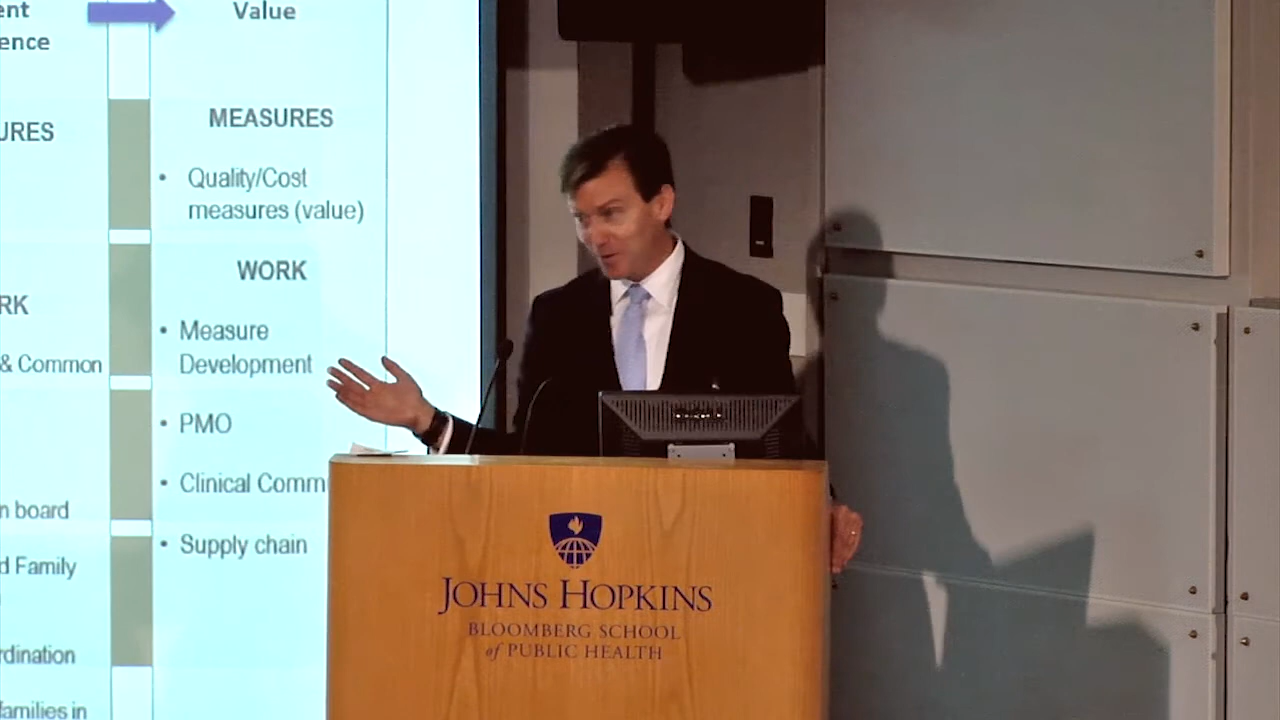 ent
ence
URES
RK
& Common
n board
d Family
rdination
families in
Value
MEASURES
• Quality/Cost
measures (value)
WORK
• Measure
Development
• PMO
• Clinical Comm
• Supply chain
JOHNS HOPKINS
BLOOMBERG SCHOOL
of PUBLIC HEALTH